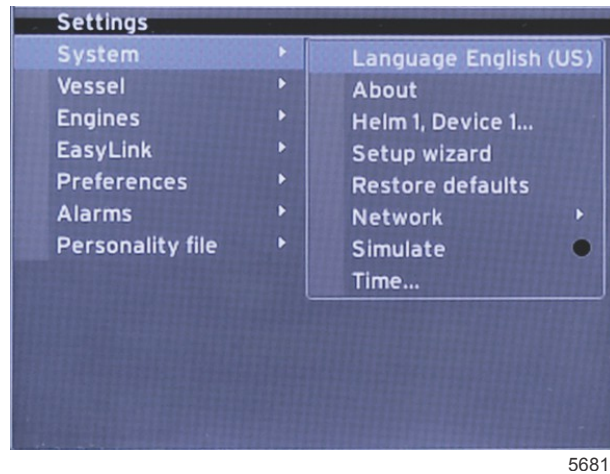 Settings
System
Vessel
Engines
EasyLink
Preferences
Alarms
Personality file
Language English (US)
About
Helm 1, Device 1...
Setup wizard
Restore defaults
Network
Simulate
Time...
5681